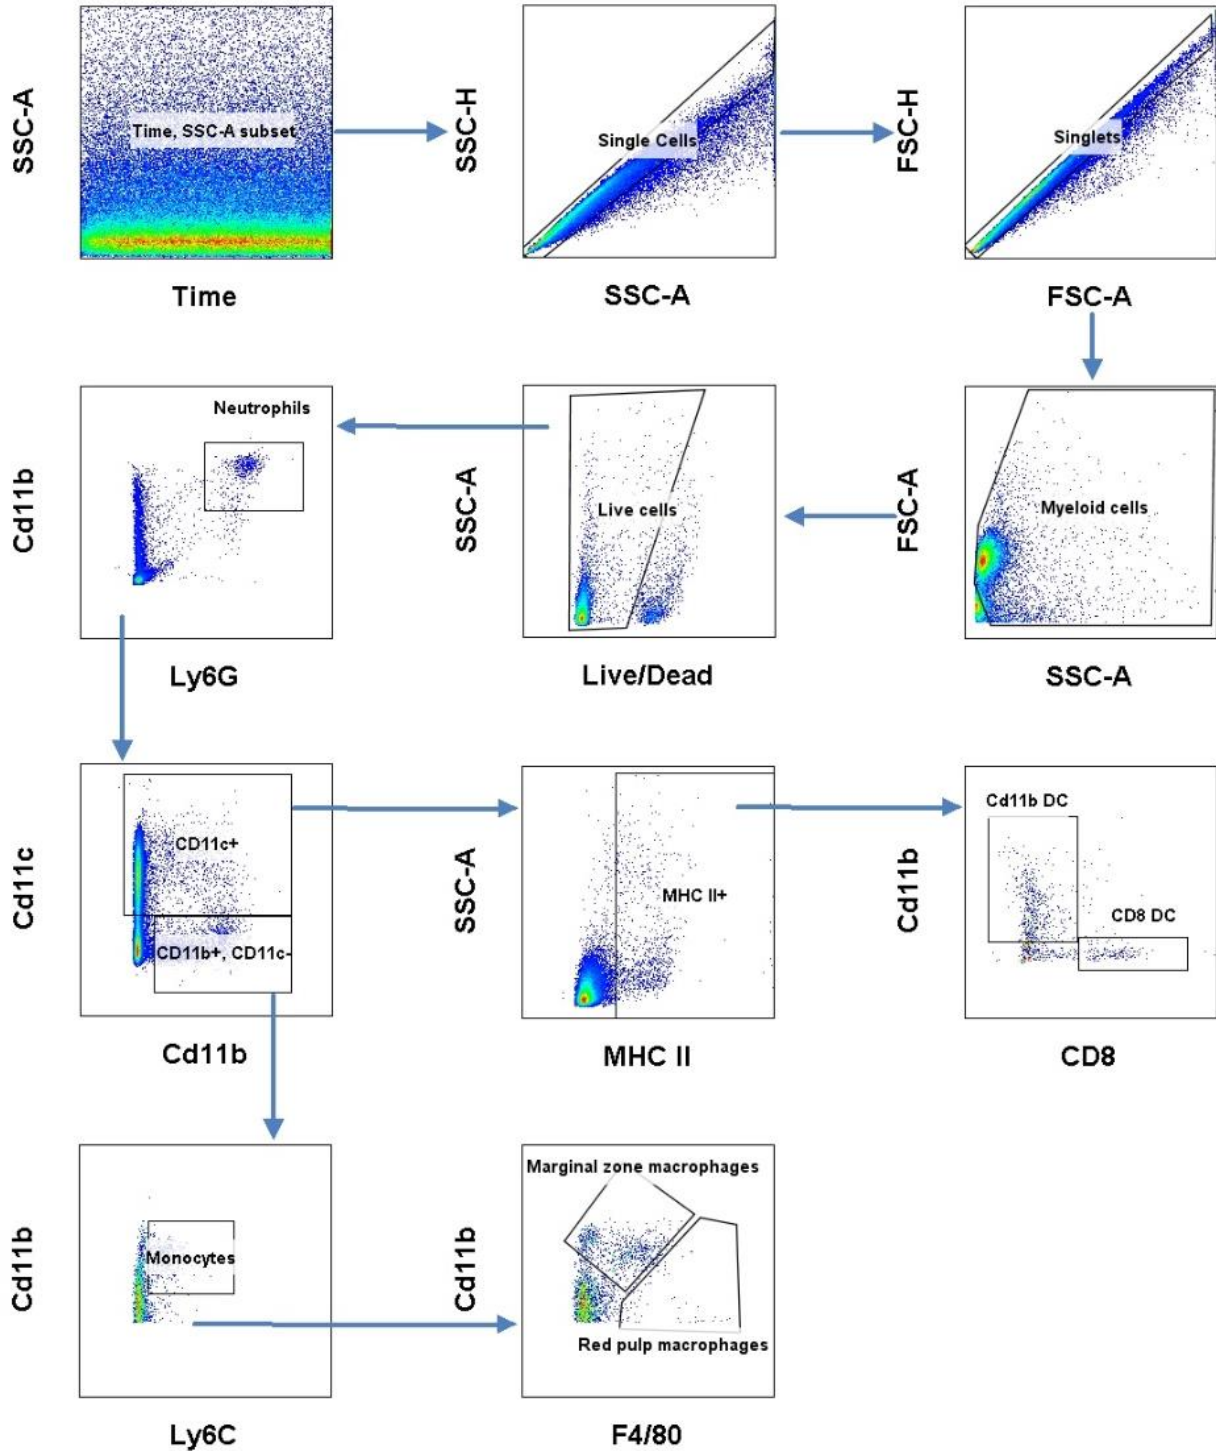 SSC-A
Time, SSC-A subset
Time
SSC-H
Single Cells
SSC-A
FSC-H
Singlets
FSC-A
Cd11b
Neutrophils
Ly6G
SSC-A
Live cells
Live/Dead
FSC-A
Myeloid cells
SSC-A
Cd11c
CD11c+
CD11b+, CD11c-
Cd11b
SSC-A
MHC II+
MHC II
Cd11b
Cd11b DC
CD8 DC
CD8
Cd11b
Monocytes
Ly6C
Cd11b
Marginal zone macrophages
Red pulp macrophages
F4/80